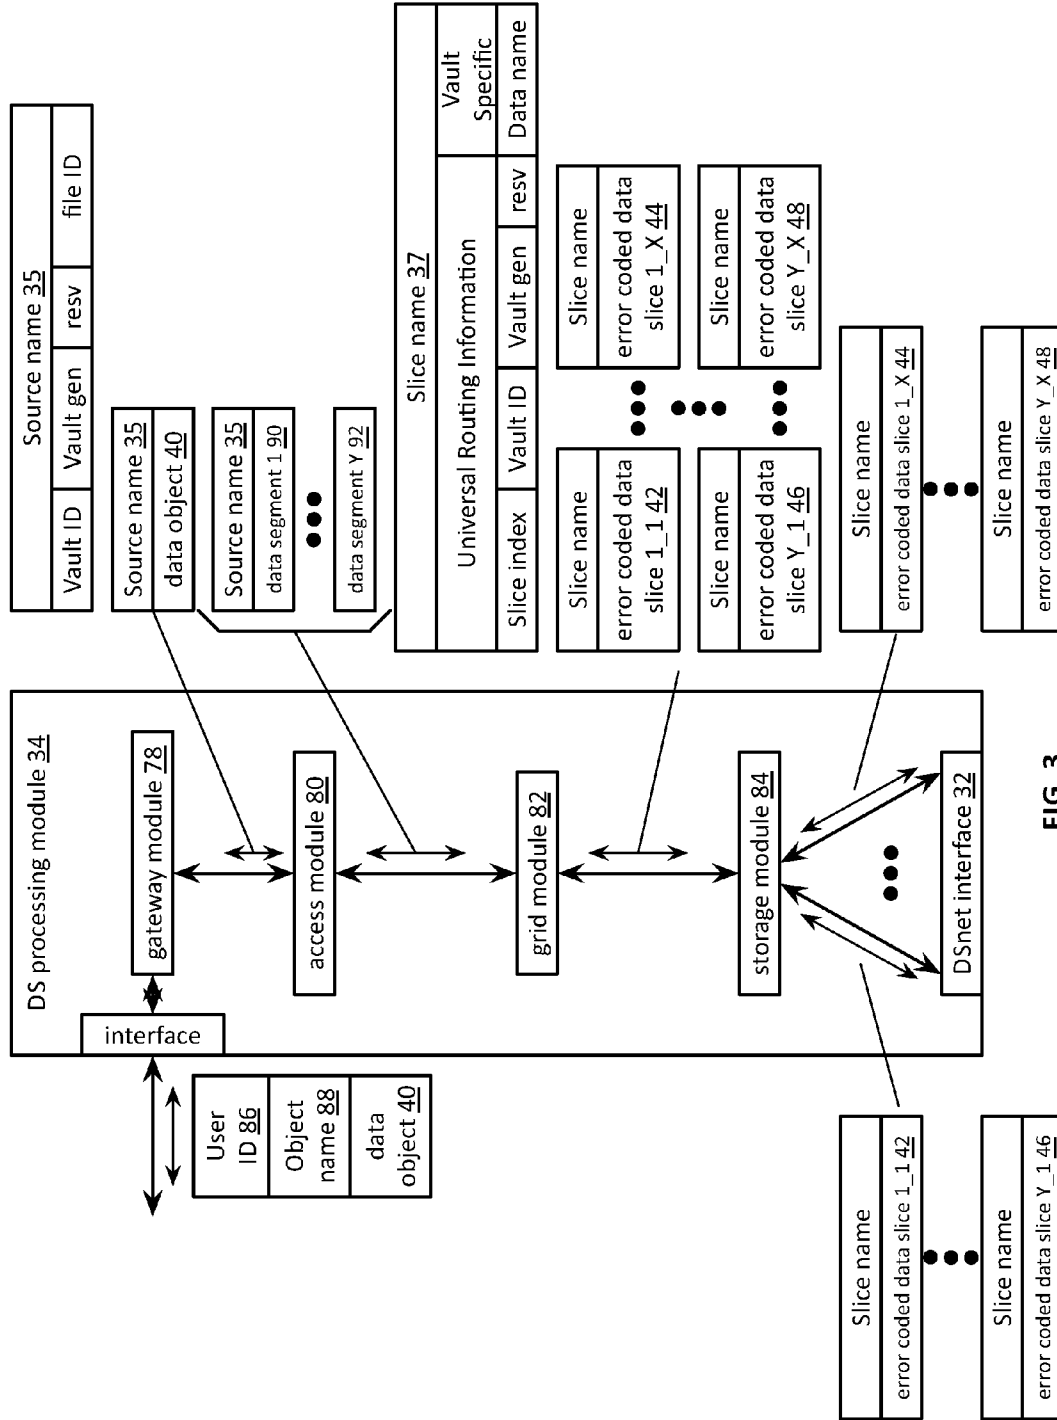 DS processing module 34
interface
gateway module 78
access module 80
grid module 82
storage module 84
DSnet interface 32
User
ID 86
Object
name 88
data
object 40
Source name 35
Vault ID
Vault gen
resv
file ID
Source name 35
data object 40
Source name 35
data segment 1 90
data segment Y 92
Slice name 37
Universal Routing Information
Vault
Specific
Slice index
Vault ID
Vault gen
resv
Data name
Slice name
error coded data
slice 1_1 42
Slice name
error coded data
slice 1_X 44
Slice name
error coded data
slice Y_1 46
Slice name
error coded data
slice Y_X 48
Slice name
error coded data slice 1_1 42
Slice name
error coded data slice Y_1 46
Slice name
error coded data slice 1_X 44
Slice name
error coded data slice Y_X 48
FIG. 3